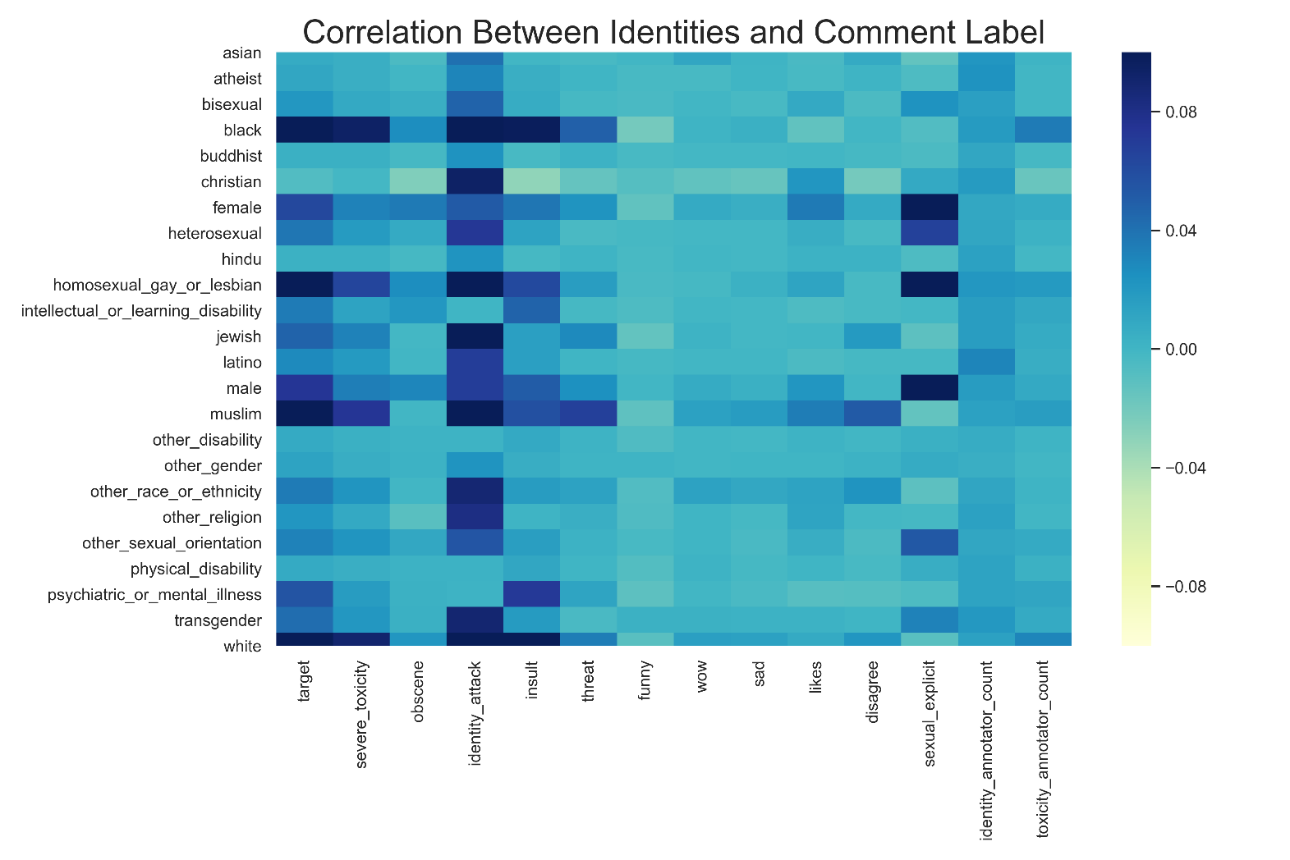 Correlation Between Identities and Comment Label
asian
atheist
bisexual
black
buddhist
christian
female
heterosexual
hindu
homosexual_gay_or_lesbian
intellectual_or_learning_disability
jewish
latino
male
muslim
other_disability
other_gender
other_race_or_ethnicity
other_religion
other_sexual_orientation
physical_disability
psychiatric_or_mental_illness
transgender
white
target
severe_toxicity
obscene
identity_attack
insult
threat
funny
wow
sad
likes
disagree
sexual_explicit
identity_annotator_count
toxicity_annotator_count
0.08
0.04
0.00
−0.04
−0.08